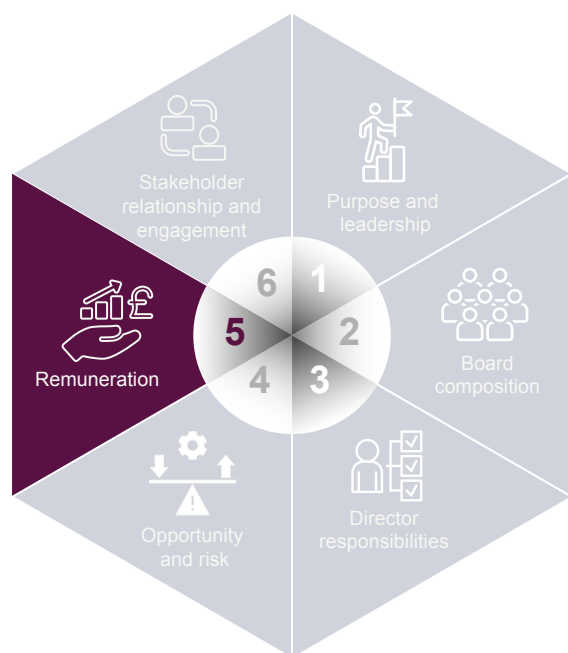 Stakeholder
relationship and
engagement
Purpose and
leadership
6
1
£
5
2
Remuneration
Board
composition
4
3
!
Opportunity
and risk
Director
responsibilities